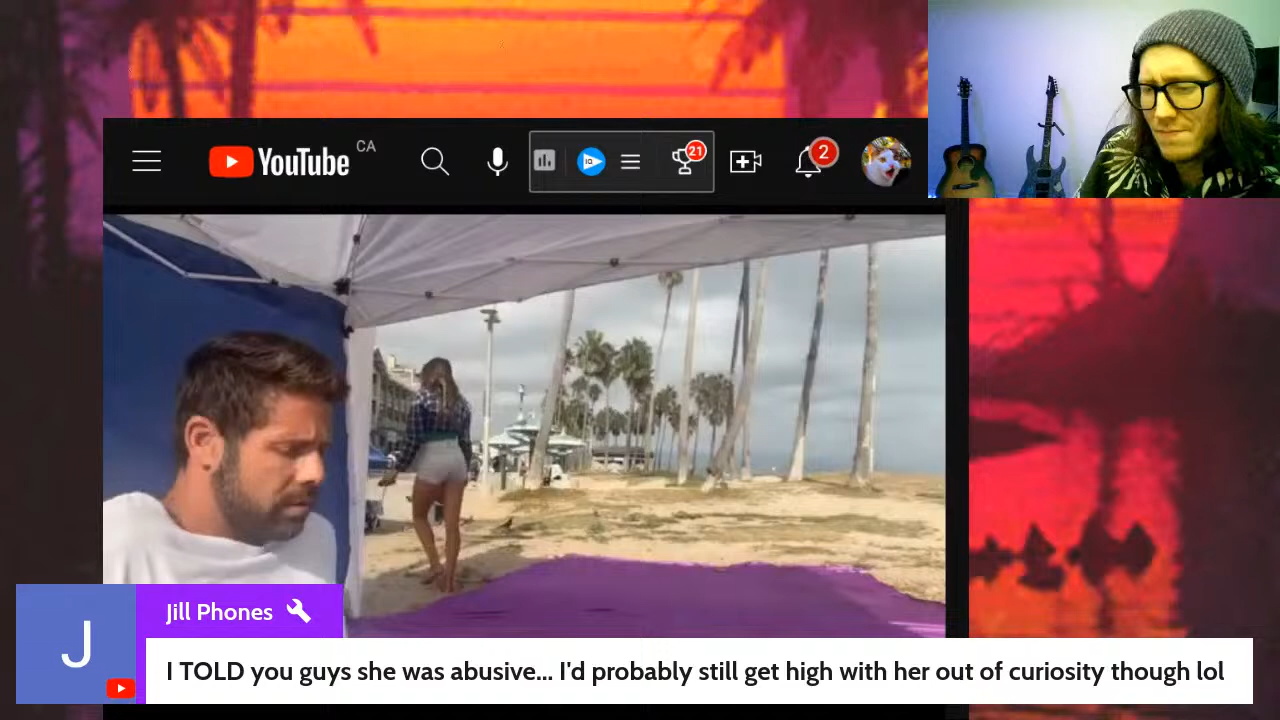 YouTube CA
IQ
21
2
J
Jill Phones
I TOLD you guys she was abusive... I'd probably still get high with her out of curiosity though lol